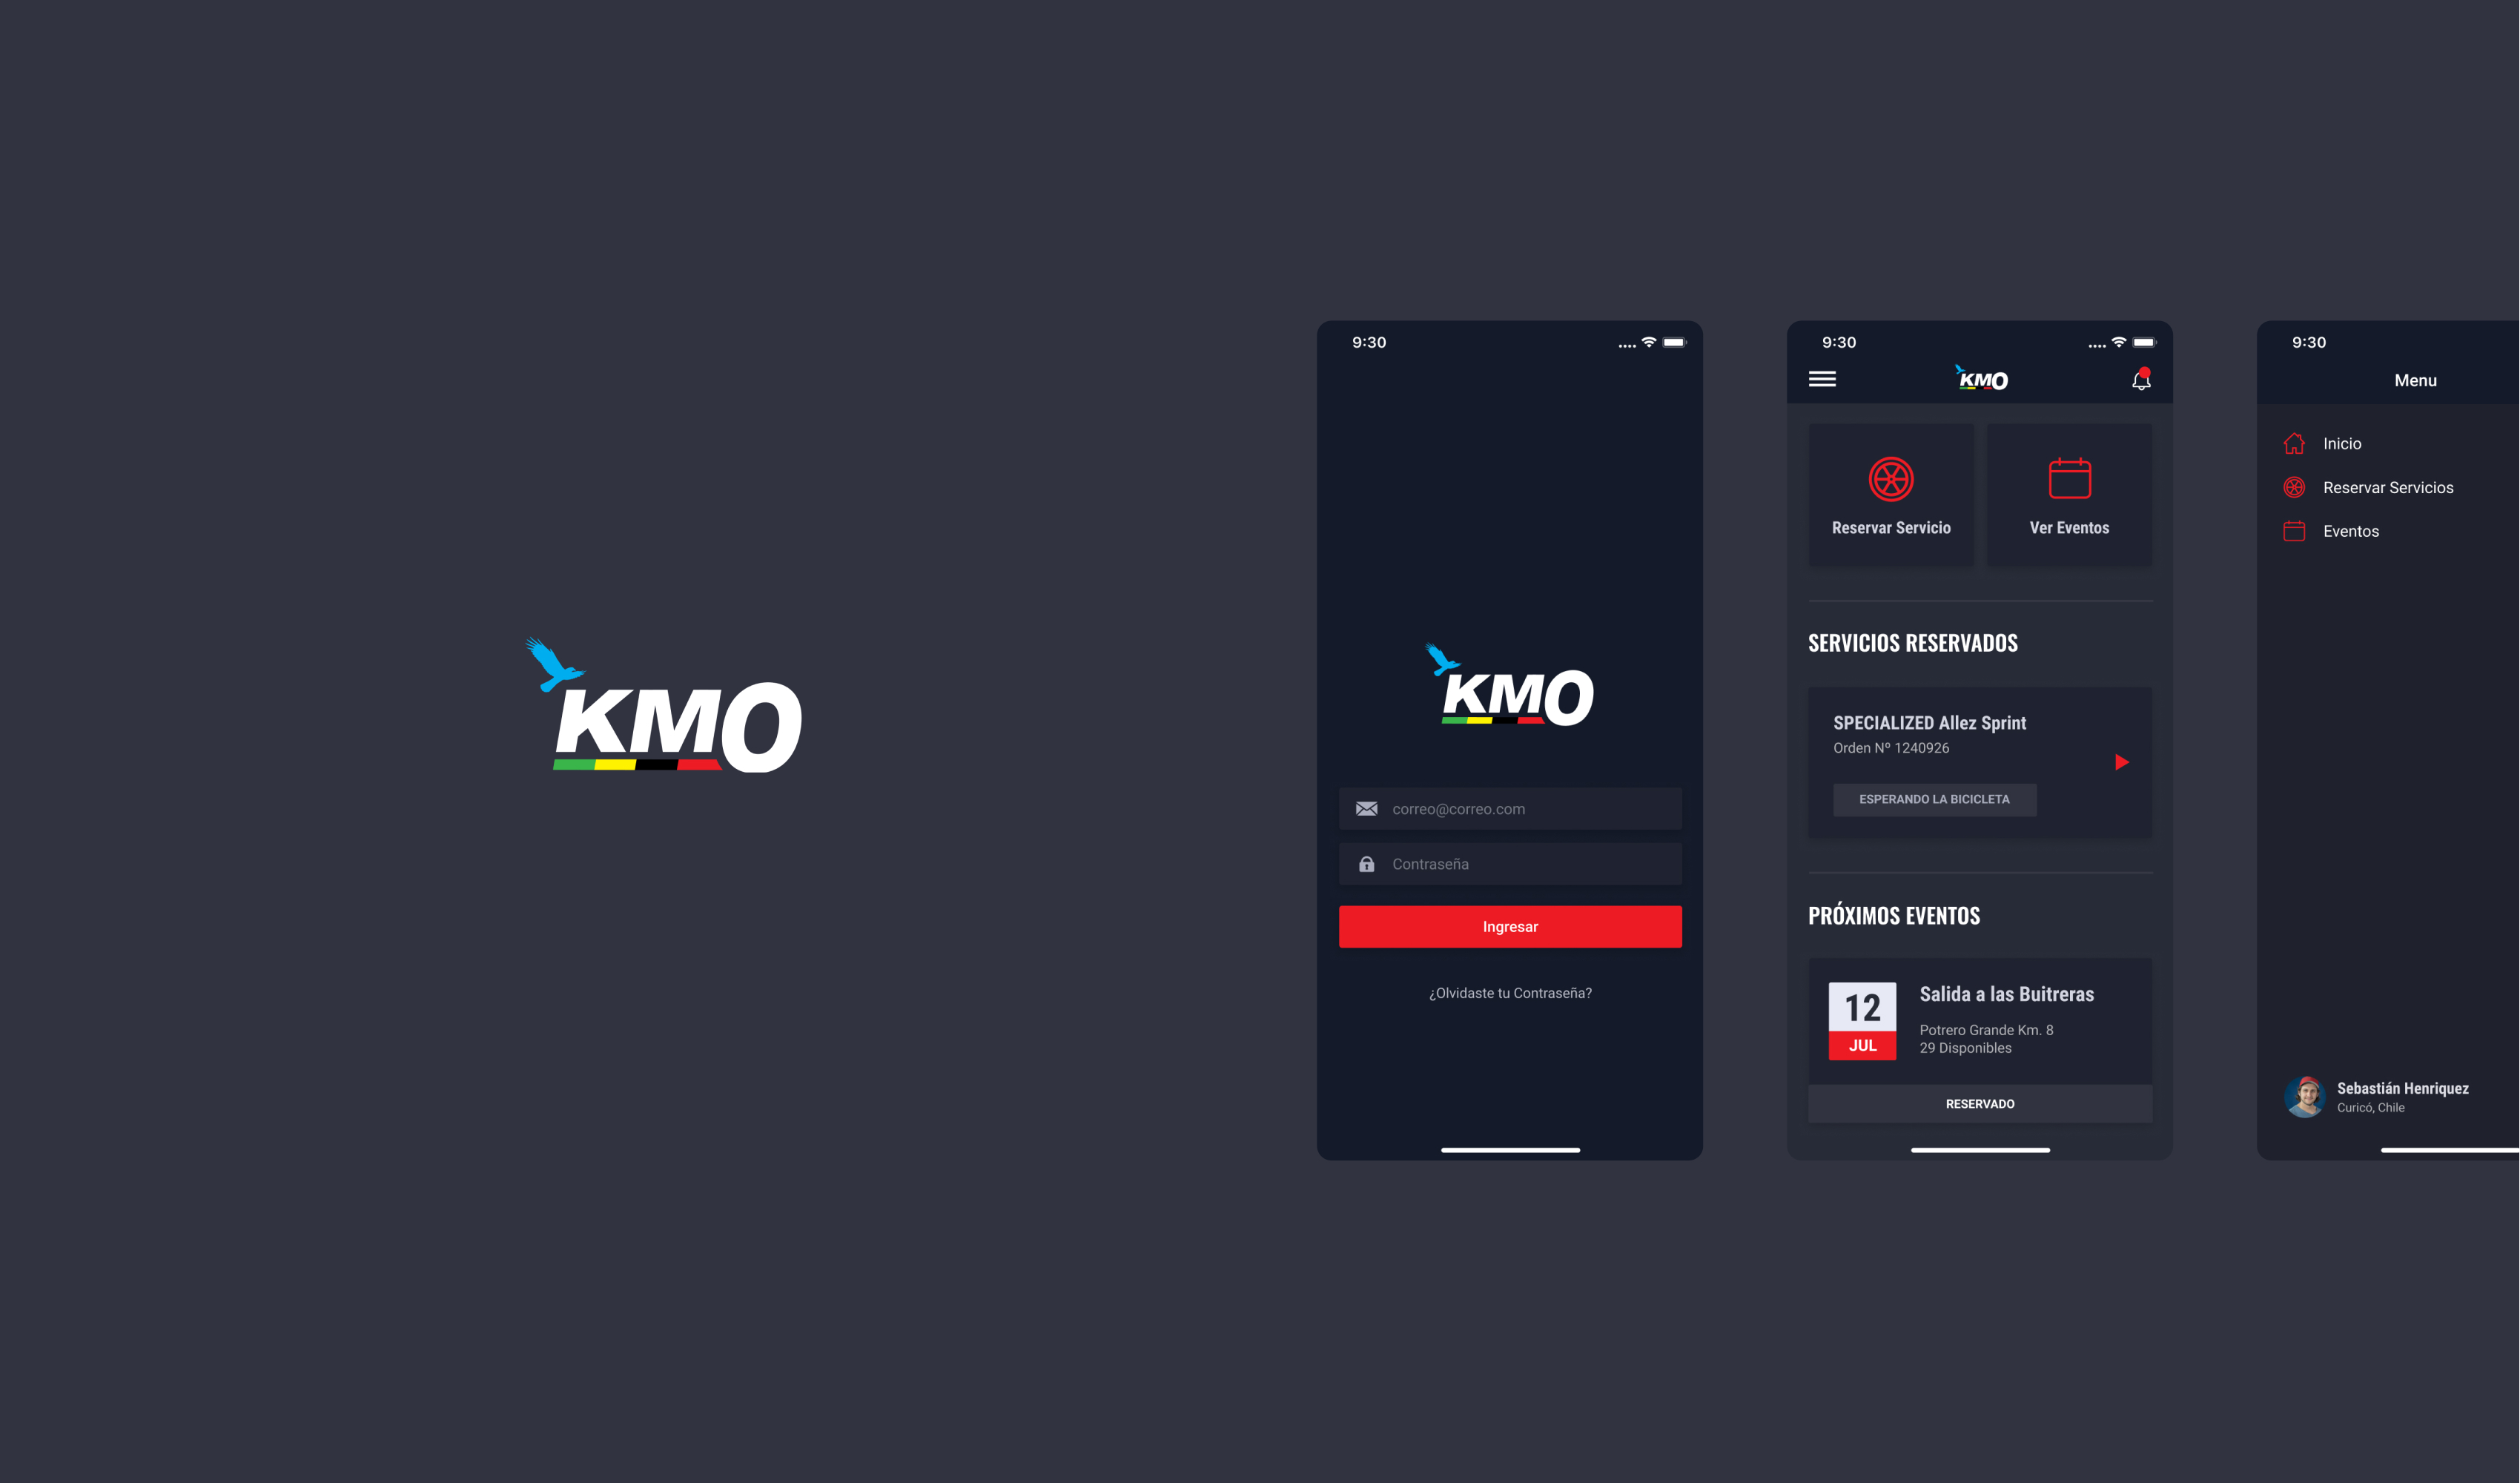 KMO
9:30
KMO
correo@correo.com
Contraseña
Ingresar
¿Olvidaste tu Contraseña?
9:30
KMO
Reservar Servicio
Ver Eventos
SERVICIOS RESERVADOS
SPECIALIZED Allez Sprint
Orden Nº 1240926
ESPERANDO LA BICICLETA
PRÓXIMOS EVENTOS
12
JUL
Salida a las Buitreras
Potrero Grande Km. 8
29 Disponibles
RESERVADO
9:30
Menu
Inicio
Reservar Servicios
Eventos
Sebastián Henriquez
Curicó, Chile